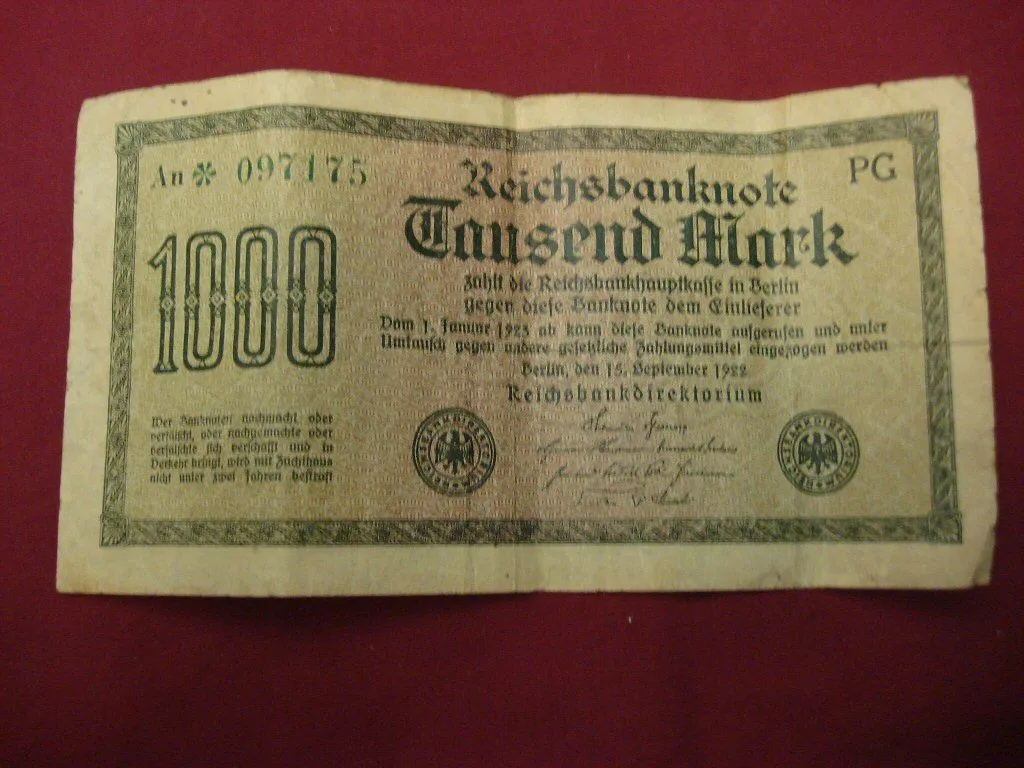 An* 097175
PG
Reichsbanknote
Tausend Mark
1000
zahlt die Reichsbankhauptkasse in Berlin
gegen diese Banknote dem Einlieferer
Vom 1. Januar 1923 ab kann diese Banknote aufgerufen und unter
Umtausch gegen andere gesetzliche Zahlungsmittel eingezogen werden
Berlin, den 15. September 1922
Reichsbankdirektorium
Wer Banknoten nachmacht oder
verfälscht, oder nachgemachte oder
verfälschte sich verschafft und in
Verkehr bringt, wird mit Zuchthaus
nicht unter zwei Jahren bestraft
REICHSBANKDIREKTORIUM
REICHSBANKDIREKTORIUM